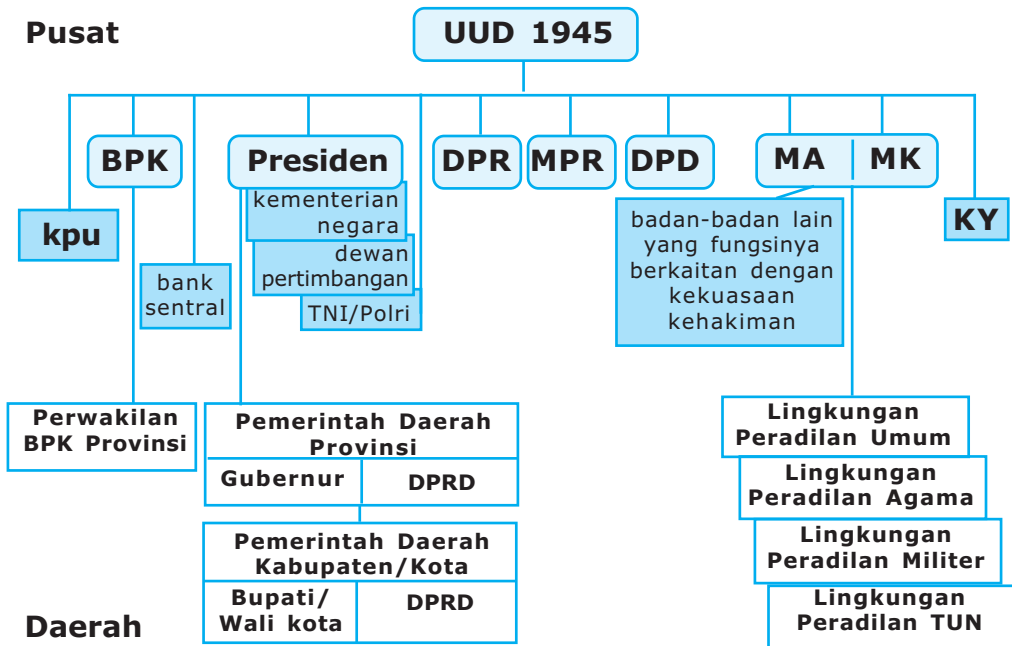 Pusat
UUD 1945
BPK
Presiden
DPR
MPR
DPD
MA
MK
kpu
bank
sentral
kementerian
negara
dewan
pertimbangan
TNI/Polri
badan-badan lain
yang fungsinya
berkaitan dengan
kekuasaan
kehakiman
KY
Perwakilan
BPK Provinsi
Pemerintah Daerah
Provinsi
Gubernur
DPRD
Pemerintah Daerah
Kabupaten/Kota
Bupati/
Wali kota
DPRD
Lingkungan
Peradilan Umum
Lingkungan
Peradilan Agama
Lingkungan
Peradilan Militer
Lingkungan
Peradilan TUN
Daerah